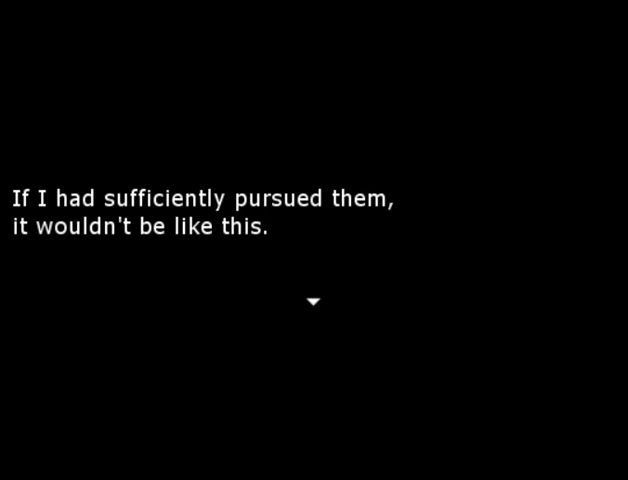 If I had sufficiently pursued them,
it wouldn't be like this.